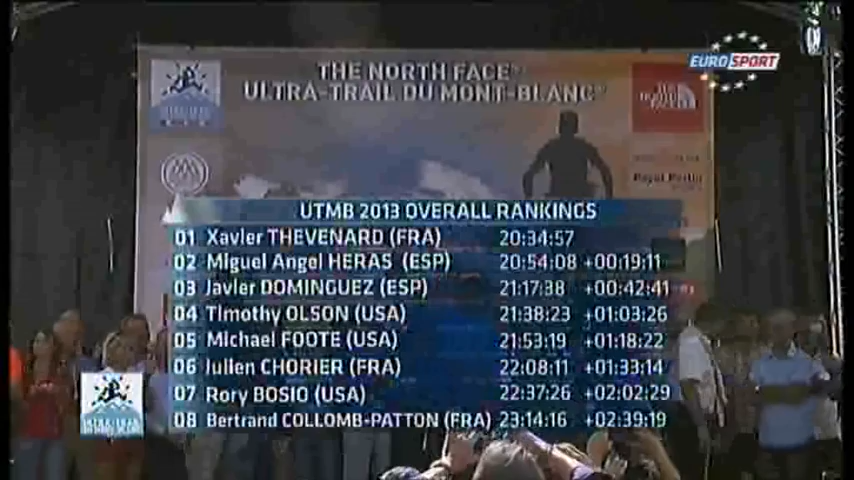 THE NORTH FACE
ULTRA-TRAIL DU MONT-BLANC
EUROSPORT
UTMB 2013 OVERALL RANKINGS
01 Xavier THEVENARD (FRA) 20:34:57
02 Miguel Angel HERAS (ESP) 20:54:08 +00:19:11
03 Javier DOMINGUEZ (ESP) 21:17:38 +00:42:41
04 Timothy OLSON (USA) 21:38:23 +01:03:26
05 Michael FOOTE (USA) 21:53:19 +01:18:22
06 Julien CHORIER (FRA) 22:08:11 +01:33:14
07 Rory BOSIO (USA) 22:37:26 +02:02:29
08 Bertrand COLLOMB-PATTON (FRA) 23:14:16 +02:39:19